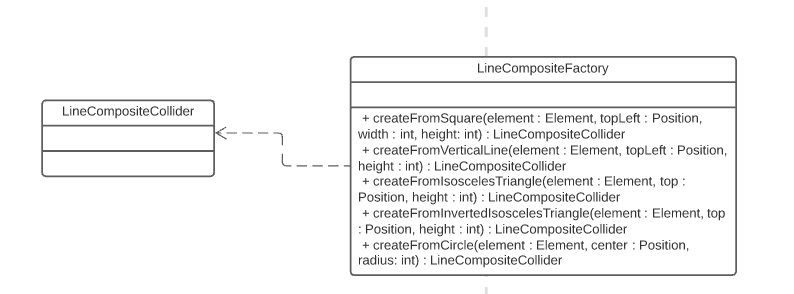 LineCompositeCollider
LineCompositeFactory
+ createFromSquare(element : Element, topLeft : Position,
width : int, height: int) : LineCompositeCollider
+ createFromVerticalLine(element : Element, topLeft : Position,
height : int) : LineCompositeCollider
+ createFromIsoscelesTriangle(element : Element, top :
Position, height : int) : LineCompositeCollider
+ createFromInvertedIsoscelesTriangle(element : Element, top
: Position, height : int) : LineCompositeCollider
+ createFromCircle(element : Element, center : Position,
radius: int) : LineCompositeCollider